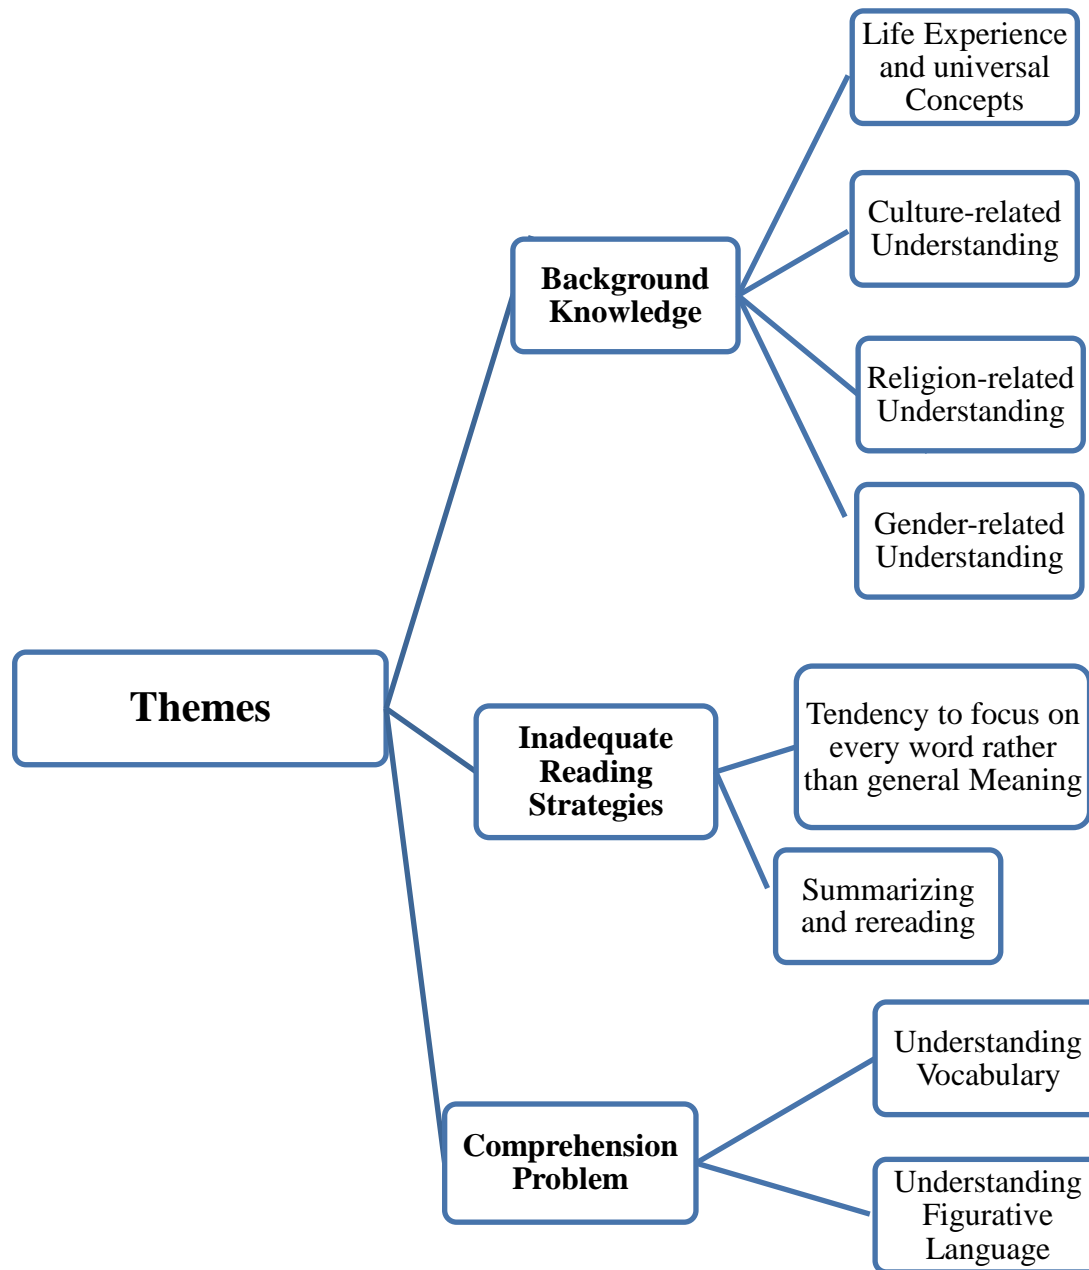 Life Experience
and universal
Concepts
Culture-related
Understanding
Background
Knowledge
Religion-related
Understanding
Gender-related
Understanding
Themes
Inadequate
Reading
Strategies
Tendency to focus on
every word rather
than general Meaning
Summarizing
and rereading
Understanding
Vocabulary
Comprehension
Problem
Understanding
Figurative
Language